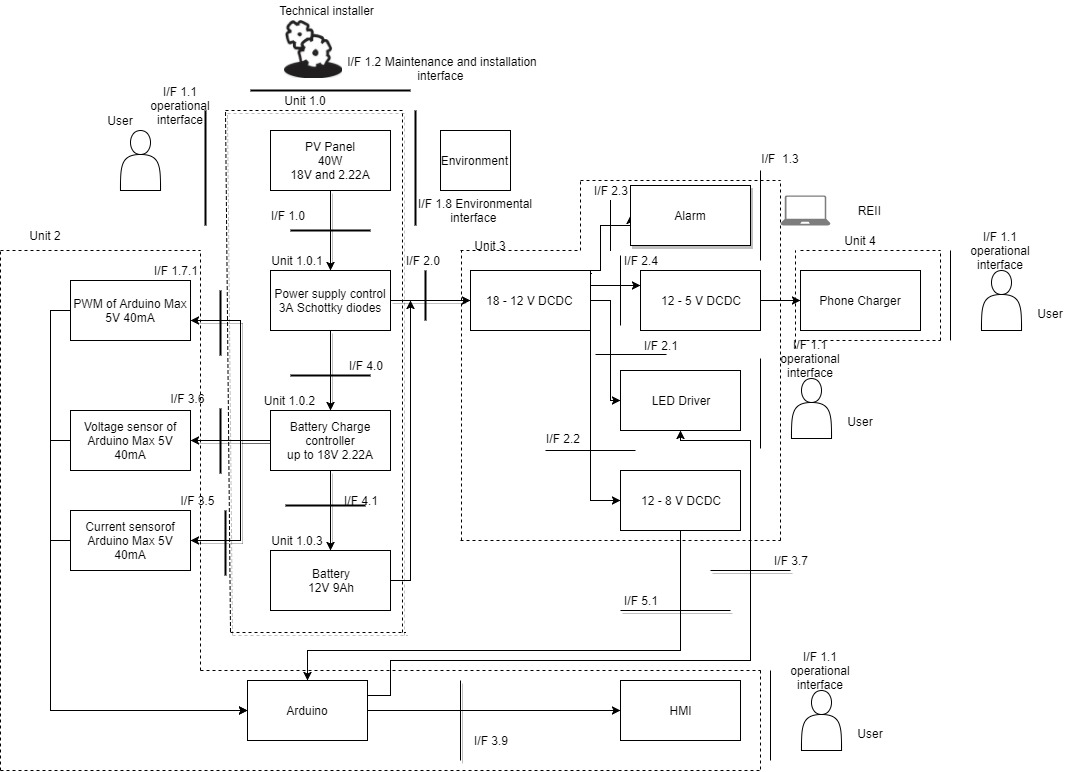 Technical installer
I/F 1.2 Maintenance and installation
interface
I/F 1.1
operational
interface
User
Unit 1.0
PV Panel
40W
18V and 2.22A
Environment
I/F 1.8 Environmental
interface
I/F 1.0
Unit 1.0.1
Power supply control
3A Schottky diodes
I/F 2.0
I/F 4.0
Unit 1.0.2
Battery Charge
controller
up to 18V 2.22A
I/F 4.1
Unit 1.0.3
Battery
12V 9Ah
Unit 2
I/F 1.7.1
PWM of Arduino Max
5V 40mA
I/F 3.6
Voltage sensor of
Arduino Max 5V
40mA
I/F 3.5
Current sensorof
Arduino Max 5V
40mA
Unit 3
18 - 12 V DCDC
I/F 2.3
Alarm
I/F 1.3
REII
I/F 2.4
12 - 5 V DCDC
Unit 4
Phone Charger
I/F 1.1
operational
interface
User
I/F 2.1
LED Driver
I/F 1.1
operational
interface
User
I/F 2.2
12 - 8 V DCDC
I/F 3.7
I/F 5.1
Arduino
I/F 3.9
HMI
I/F 1.1
operational
interface
User